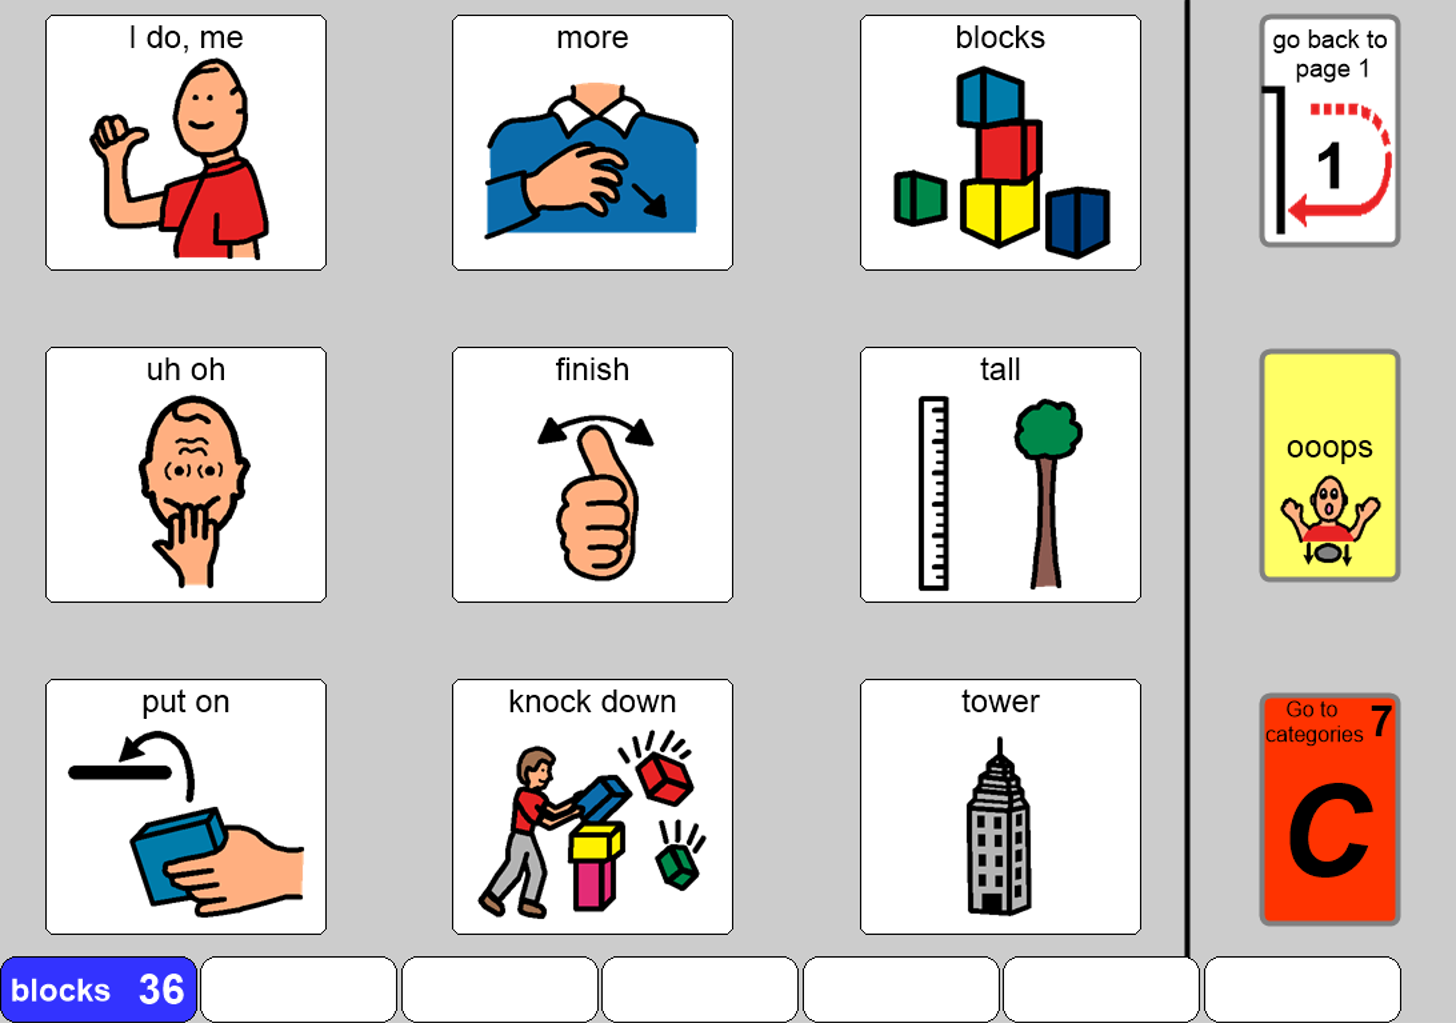 I do, me
more
blocks
go back to
page 1
1
uh oh
finish
tall
ooops
put on
knock down
tower
Go to
categories 7
C
blocks 36